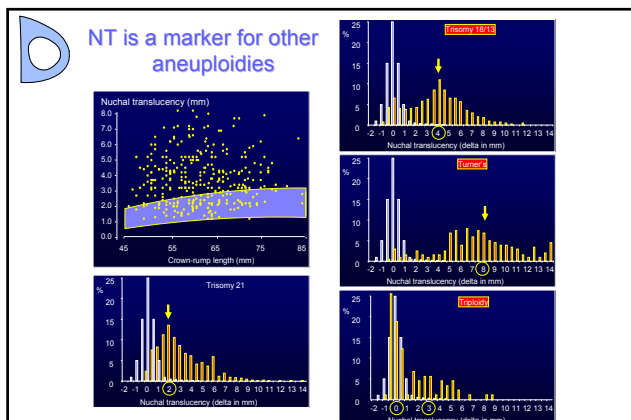 NT is a marker for other
aneuploidies
Nuchal translucency (mm)
8.0
7.0
6.0
5.0
4.0
3.0
2.0
1.0
0.0
45 55 65 75 85
Crown-rump length (mm)
Trisomy 21
25
%
20
15
10
5
0
-2 -1 0 1 2 3 4 5 6 7 8 9 10 11 12 13 14
Nuchal translucency (delta in mm)
Trisomy 18/13
25
%
20
15
10
5
0
-2 -1 0 1 2 3 4 5 6 7 8 9 10 11 12 13 14
Nuchal translucency (delta in mm)
Turner's
25
%
20
15
10
5
0
-2 -1 0 1 2 3 4 5 6 7 8 9 10 11 12 13 14
Nuchal translucency (delta in mm)
Triploidy
25
%
20
15
10
5
0
-2 -1 0 1 2 3 4 5 6 7 8 9 10 11 12 13 14
Nuchal translucency (delta in mm)